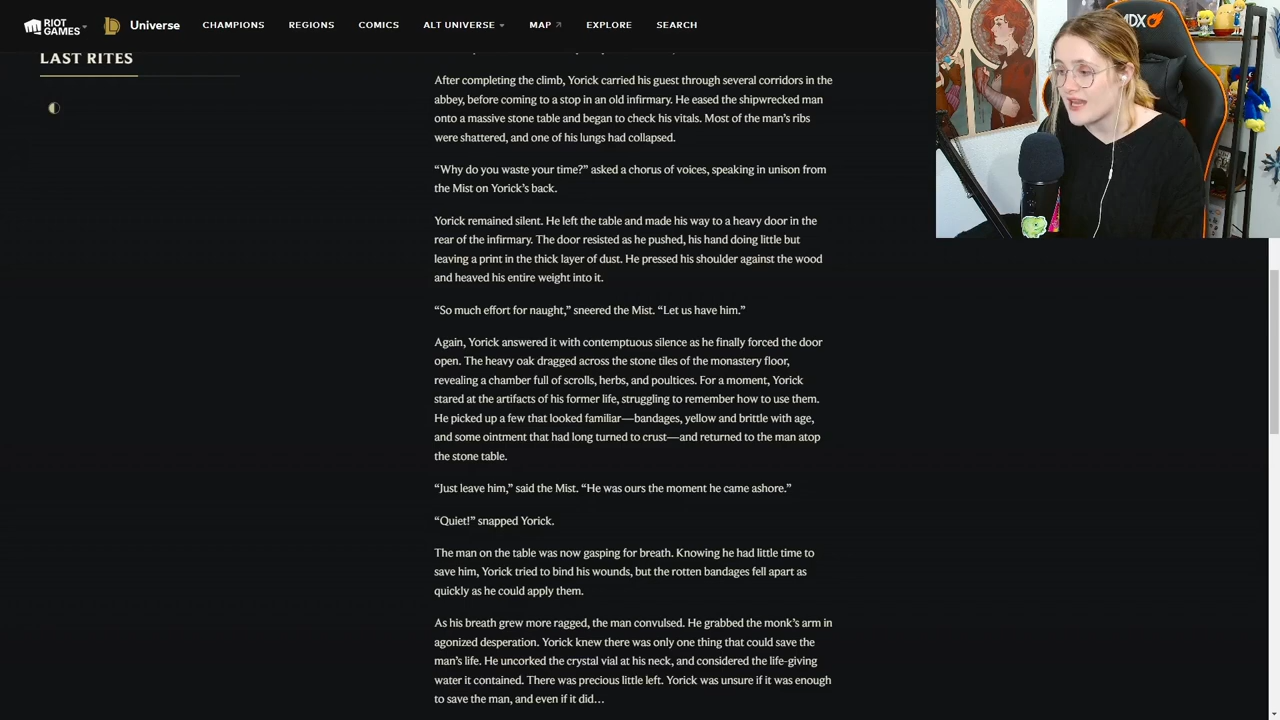 RIOT GAMES Universe CHAMPIONS REGIONS COMICS ALT UNIVERSE MAP EXPLORE SEARCH
MDX
LAST RITES
After completing the climb, Yorick carried his guest through several corridors in the
abbey, before coming to a stop in an old infirmary. He eased the shipwrecked man
onto a massive stone table and began to check his vitals. Most of the man’s ribs
were shattered, and one of his lungs had collapsed.
“Why do you waste your time?” asked a chorus of voices, speaking in unison from
the Mist on Yorick’s back.
Yorick remained silent. He left the table and made his way to a heavy door in the
rear of the infirmary. The door resisted as he pushed, his hand doing little but
leaving a print in the thick layer of dust. He pressed his shoulder against the wood
and heaved his entire weight into it.
“So much effort for naught,” sneered the Mist. “Let us have him.”
Again, Yorick answered it with contemptuous silence as he finally forced the door
open. The heavy oak dragged across the stone tiles of the monastery floor,
revealing a chamber full of scrolls, herbs, and poultices. For a moment, Yorick
stared at the artifacts of his former life, struggling to remember how to use them.
He picked up a few that looked familiar—bandages, yellow and brittle with age,
and some ointment that had long turned to crust—and returned to the man atop
the stone table.
“Just leave him,” said the Mist. “He was ours the moment he came ashore.”
“Quiet!” snapped Yorick.
The man on the table was now gasping for breath. Knowing he had little time to
save him, Yorick tried to bind his wounds, but the rotten bandages fell apart as
quickly as he could apply them.
As his breath grew more ragged, the man convulsed. He grabbed the monk’s arm in
agonized desperation. Yorick knew there was only one thing that could save the
man’s life. He uncorked the crystal vial at his neck, and considered the life-giving
water it contained. There was precious little left. Yorick was unsure if it was enough
to save the man, and even if it did…